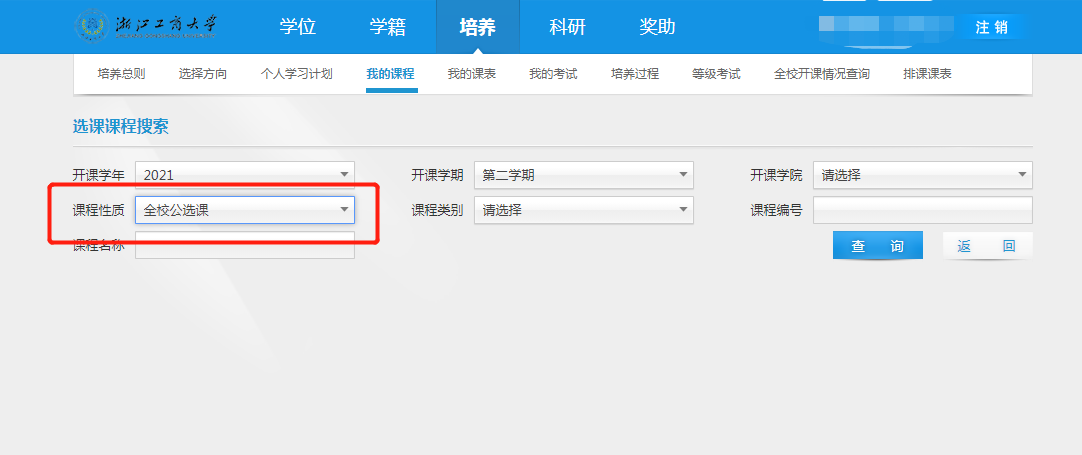 浙江工商大学 学位 学籍 培养 科研 奖助 注 销
培养总则 选择方向 个人学习计划 我的课程 我的课表 我的考试 培养过程 等级考试 全校开课情况查询 排课课表
选课课程搜索
开课学年 2021 开课学期 第二学期 开课学院 请选择
课程性质 全校公选课 课程类别 请选择 课程编号
课程名称 查 询 返 回